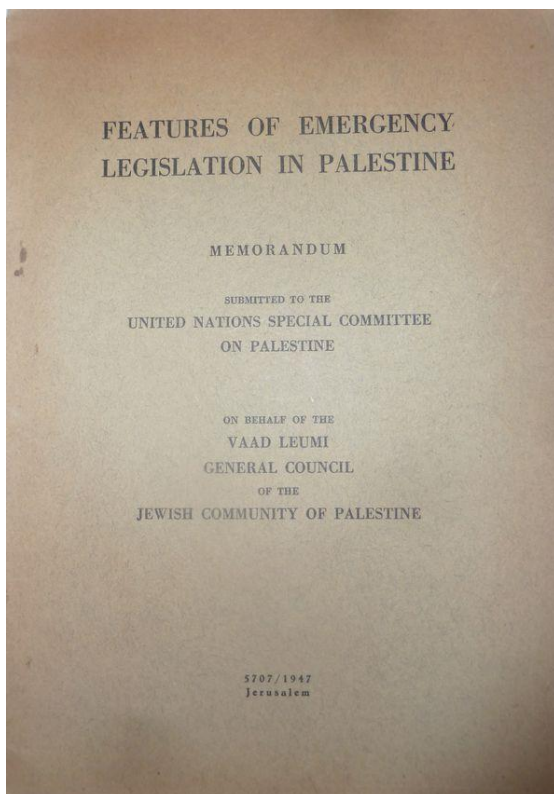 FEATURES OF EMERGENCY
LEGISLATION IN PALESTINE
MEMORANDUM
SUBMITTED TO THE
UNITED NATIONS SPECIAL COMMITTEE
ON PALESTINE
ON BEHALF OF THE
VAAD LEUMI
GENERAL COUNCIL
OF THE
JEWISH COMMUNITY OF PALESTINE
5707/1947
Jerusalem